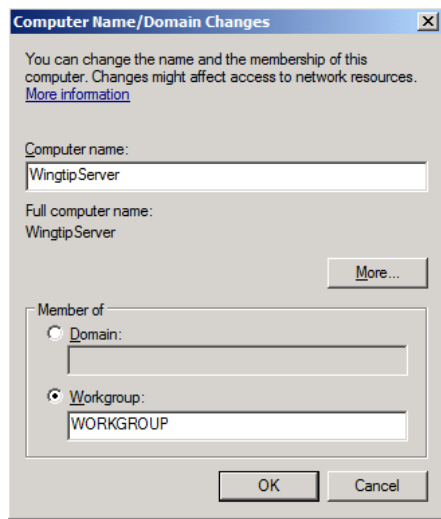 Computer Name/Domain Changes
You can change the name and the membership of this
computer. Changes might affect access to network resources.
More information
Computer name:
WingtipServer
Full computer name:
WingtipServer
More...
Member of
Domain:
Workgroup:
WORKGROUP
OK Cancel